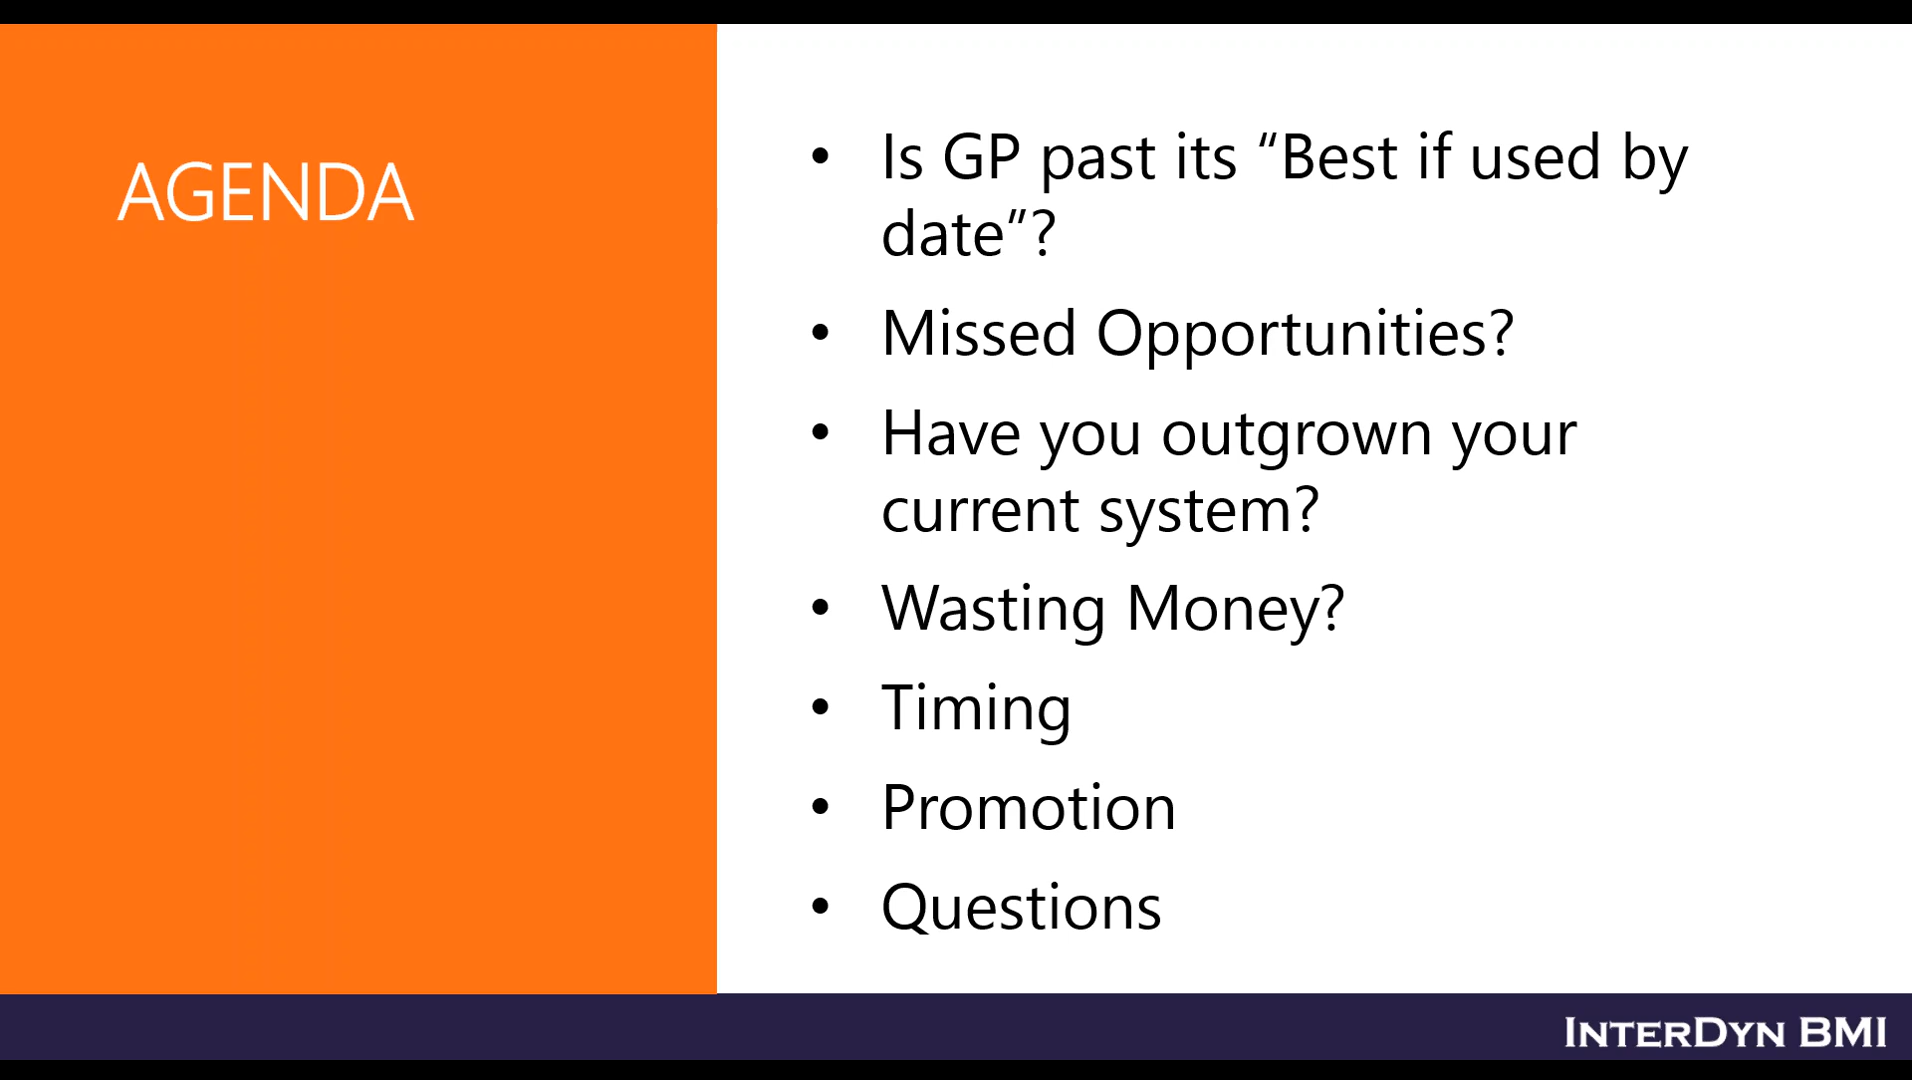 AGENDA
• Is GP past its “Best if used by
date”?
• Missed Opportunities?
• Have you outgrown your
current system?
• Wasting Money?
• Timing
• Promotion
• Questions
INTERDYN BMI